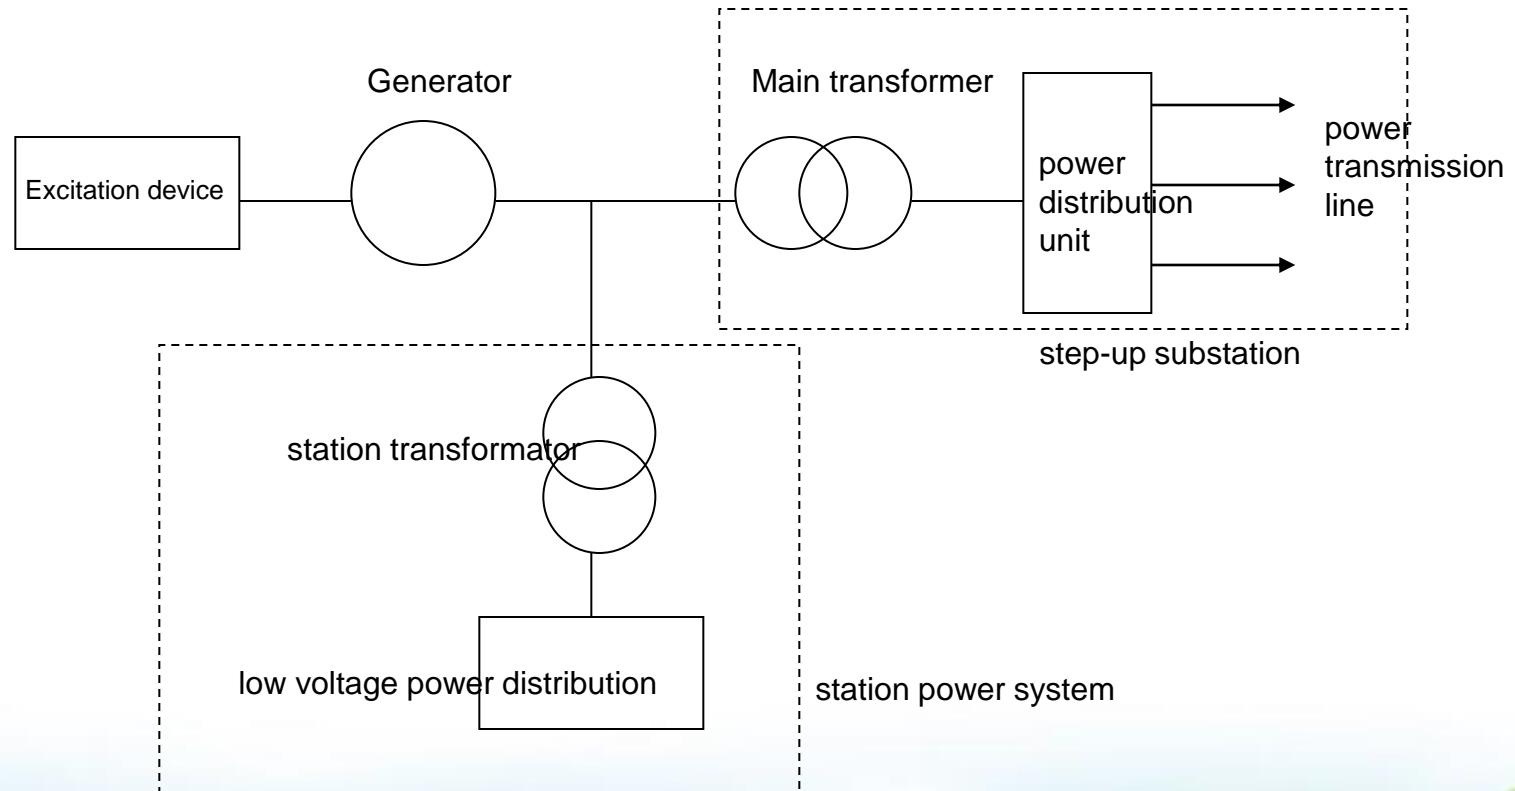 Generator
Main transformer
Excitation device
power
distribution
unit
power
transmission
line
step-up substation
station transformator
low voltage power distribution
station power system